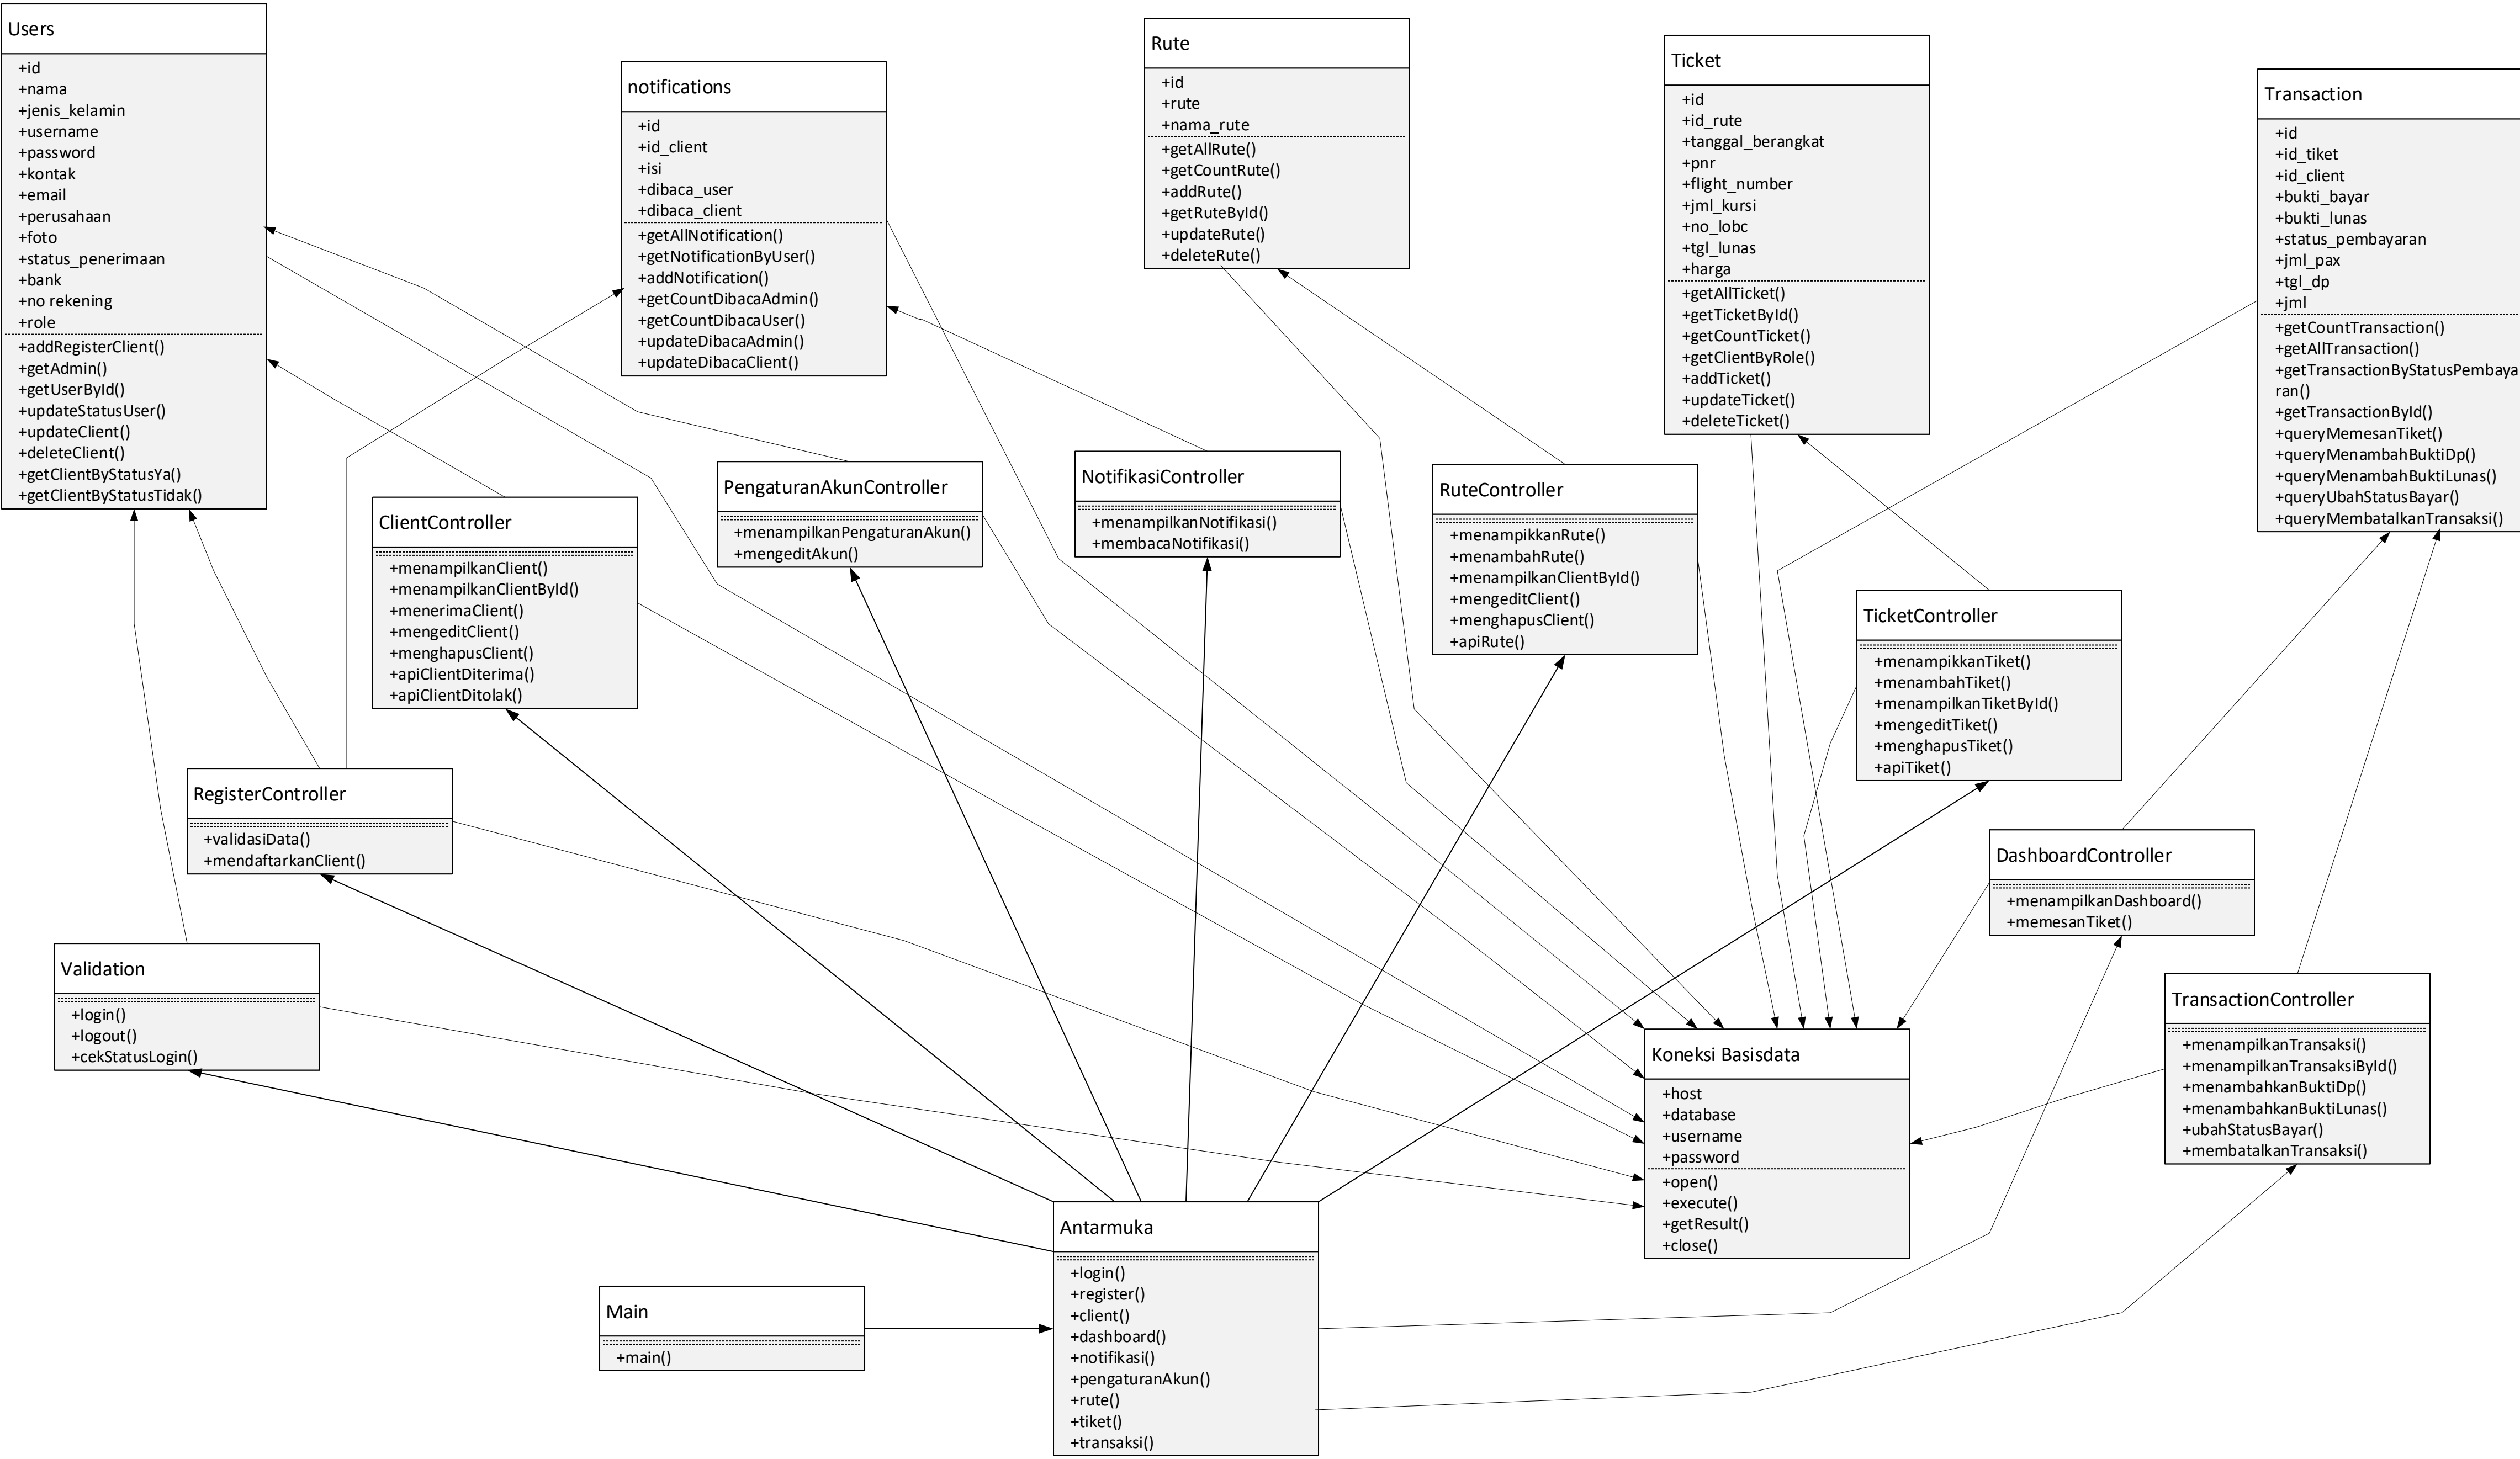 Users
+id
+nama
+jenis_kelamin
+username
+password
+kontak
+email
+perusahaan
+foto
+status_penerimaan
+bank
+no rekening
+role
+addRegisterClient()
+getAdmin()
+getUserById()
+updateStatusUser()
+updateClient()
+deleteClient()
+getClientByStatusYa()
+getClientByStatusTidak()
notifications
+id
+id_client
+isi
+dibaca_user
+dibaca_client
+getAllNotification()
+getNotificationByUser()
+addNotification()
+getCountDibacaAdmin()
+getCountDibacaUser()
+updateDibacaAdmin()
+updateDibacaClient()
Rute
+id
+rute
+nama_rute
+getAllRute()
+getCountRute()
+addRute()
+getRuteById()
+updateRute()
+deleteRute()
Ticket
+id
+id_rute
+tanggal_berangkat
+pnr
+flight_number
+jml_kursi
+no_lobc
+tgl_lunas
+harga
+getAllTicket()
+getTicketById()
+getCountTicket()
+getClientByRole()
+addTicket()
+updateTicket()
+deleteTicket()
Transaction
+id
+id_tiket
+id_client
+bukti_bayar
+bukti_lunas
+status_pembayaran
+jml_pax
+tgl_dp
+jml
+getCountTransaction()
+getAllTransaction()
+getTransactionByStatusPembaya
ran()
+getTransactionById()
+queryMemesanTiket()
+queryMenambahBuktiDp()
+queryMenambahBuktiLunas()
+queryUbahStatusBayar()
+queryMembatalkanTransaksi()
ClientController
+menampilkanClient()
+menampilkanClientById()
+menerimaClient()
+mengeditClient()
+menghapusClient()
+apiClientDiterima()
+apiClientDitolak()
PengaturanAkunController
+menampilkanPengaturanAkun()
+mengeditAkun()
NotifikasiController
+menampilkanNotifikasi()
+membacaNotifikasi()
RuteController
+menampikkanRute()
+menambahRute()
+menampilkanClientById()
+mengeditClient()
+menghapusClient()
+apiRute()
TicketController
+menampikkanTiket()
+menambahTiket()
+menampilkanTiketById()
+mengeditTiket()
+menghapusTiket()
+apiTiket()
RegisterController
+validasiData()
+mendaftarkanClient()
DashboardController
+menampilkanDashboard()
+memesanTiket()
Validation
+login()
+logout()
+cekStatusLogin()
TransactionController
+menampilkanTransaksi()
+menampilkanTransaksiById()
+menambahkanBuktiDp()
+menambahkanBuktiLunas()
+ubahStatusBayar()
+membatalkanTransaksi()
Koneksi Basisdata
+host
+database
+username
+password
+open()
+execute()
+getResult()
+close()
Antarmuka
+login()
+register()
+client()
+dashboard()
+notifikasi()
+pengaturanAkun()
+rute()
+tiket()
+transaksi()
Main
+main()